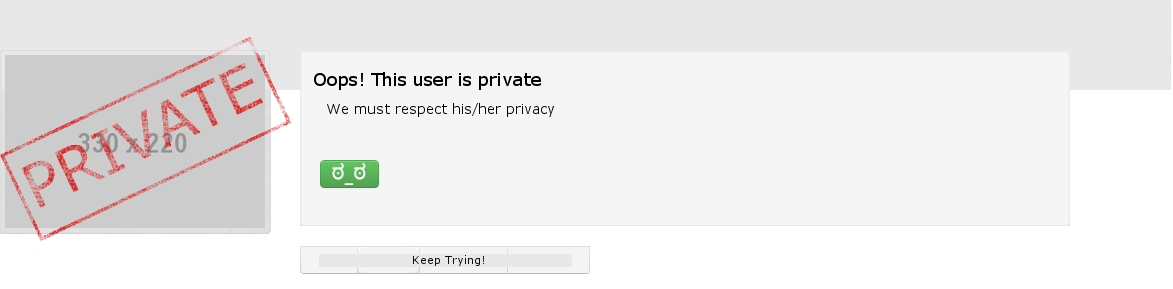 PRIVATE
330 x 220
Oops! This user is private
We must respect his/her privacy
ಠ_ಠ
Keep Trying!